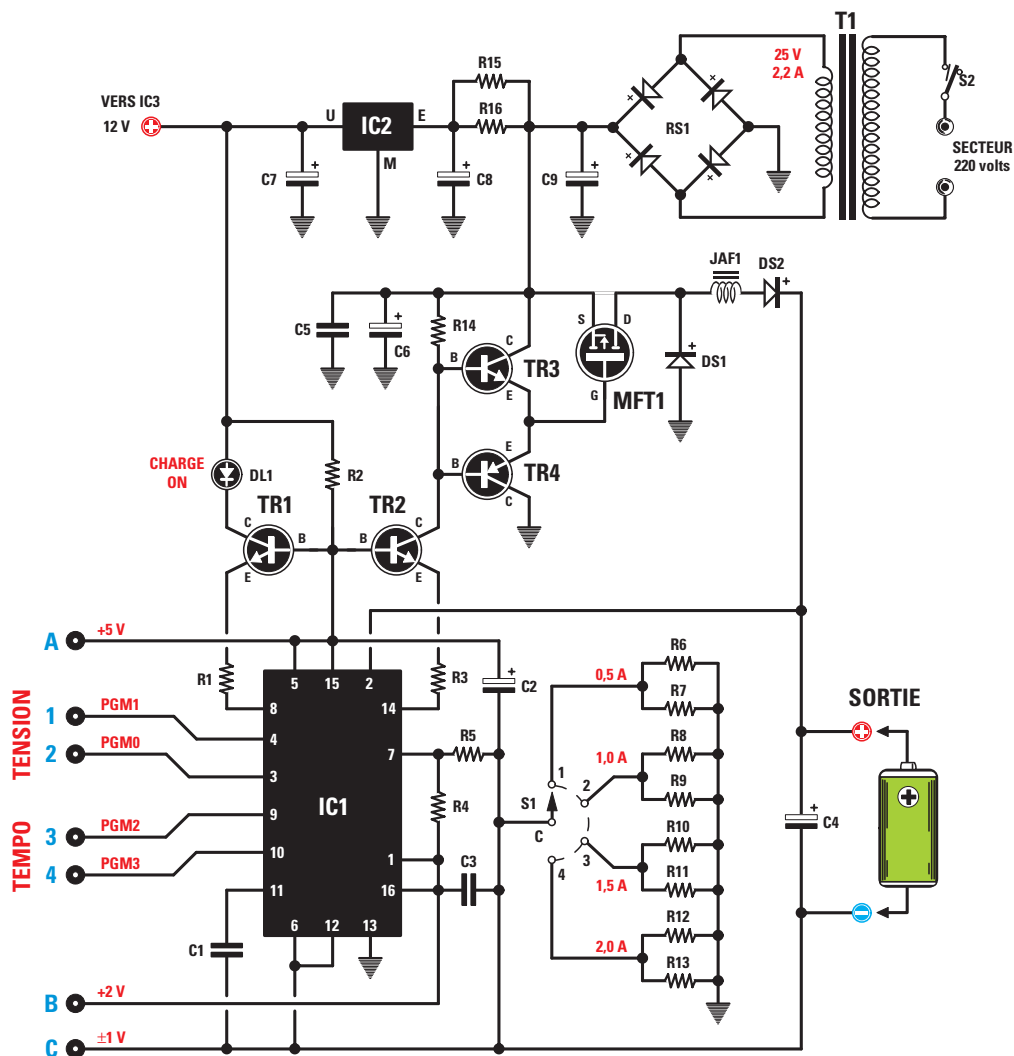 T1
25 V
2,2 A
S2
SECTEUR
220 volts
R15
R16
VERS IC3
12 V
+
U
IC2
E
M
RS1
C7
+
C8
+
C9
+
JAF1
DS2
+
C5
C6
+
R14
C
B
E
TR3
S
D
G
MFT1
DS1
+
CHARGE
ON
DL1
R2
E
B
C
TR4
TR1
C
B
E
TR2
B
C
E
A
+5 V
R1
R3
C2
+
5
15
2
8
14
4
7
3
9
10
1
11
16
6
12
13
IC1
TENSION
1
PGM1
2
PGM0
TEMPO
3
PGM2
4
PGM3
R5
R4
C3
C1
S1
C
1
2
3
4
0,5 A
R6
R7
1,0 A
R8
R9
R10
1,5 A
R11
R12
2,0 A
R13
SORTIE
+
+
C4
+
−
B
+2 V
C
±1 V